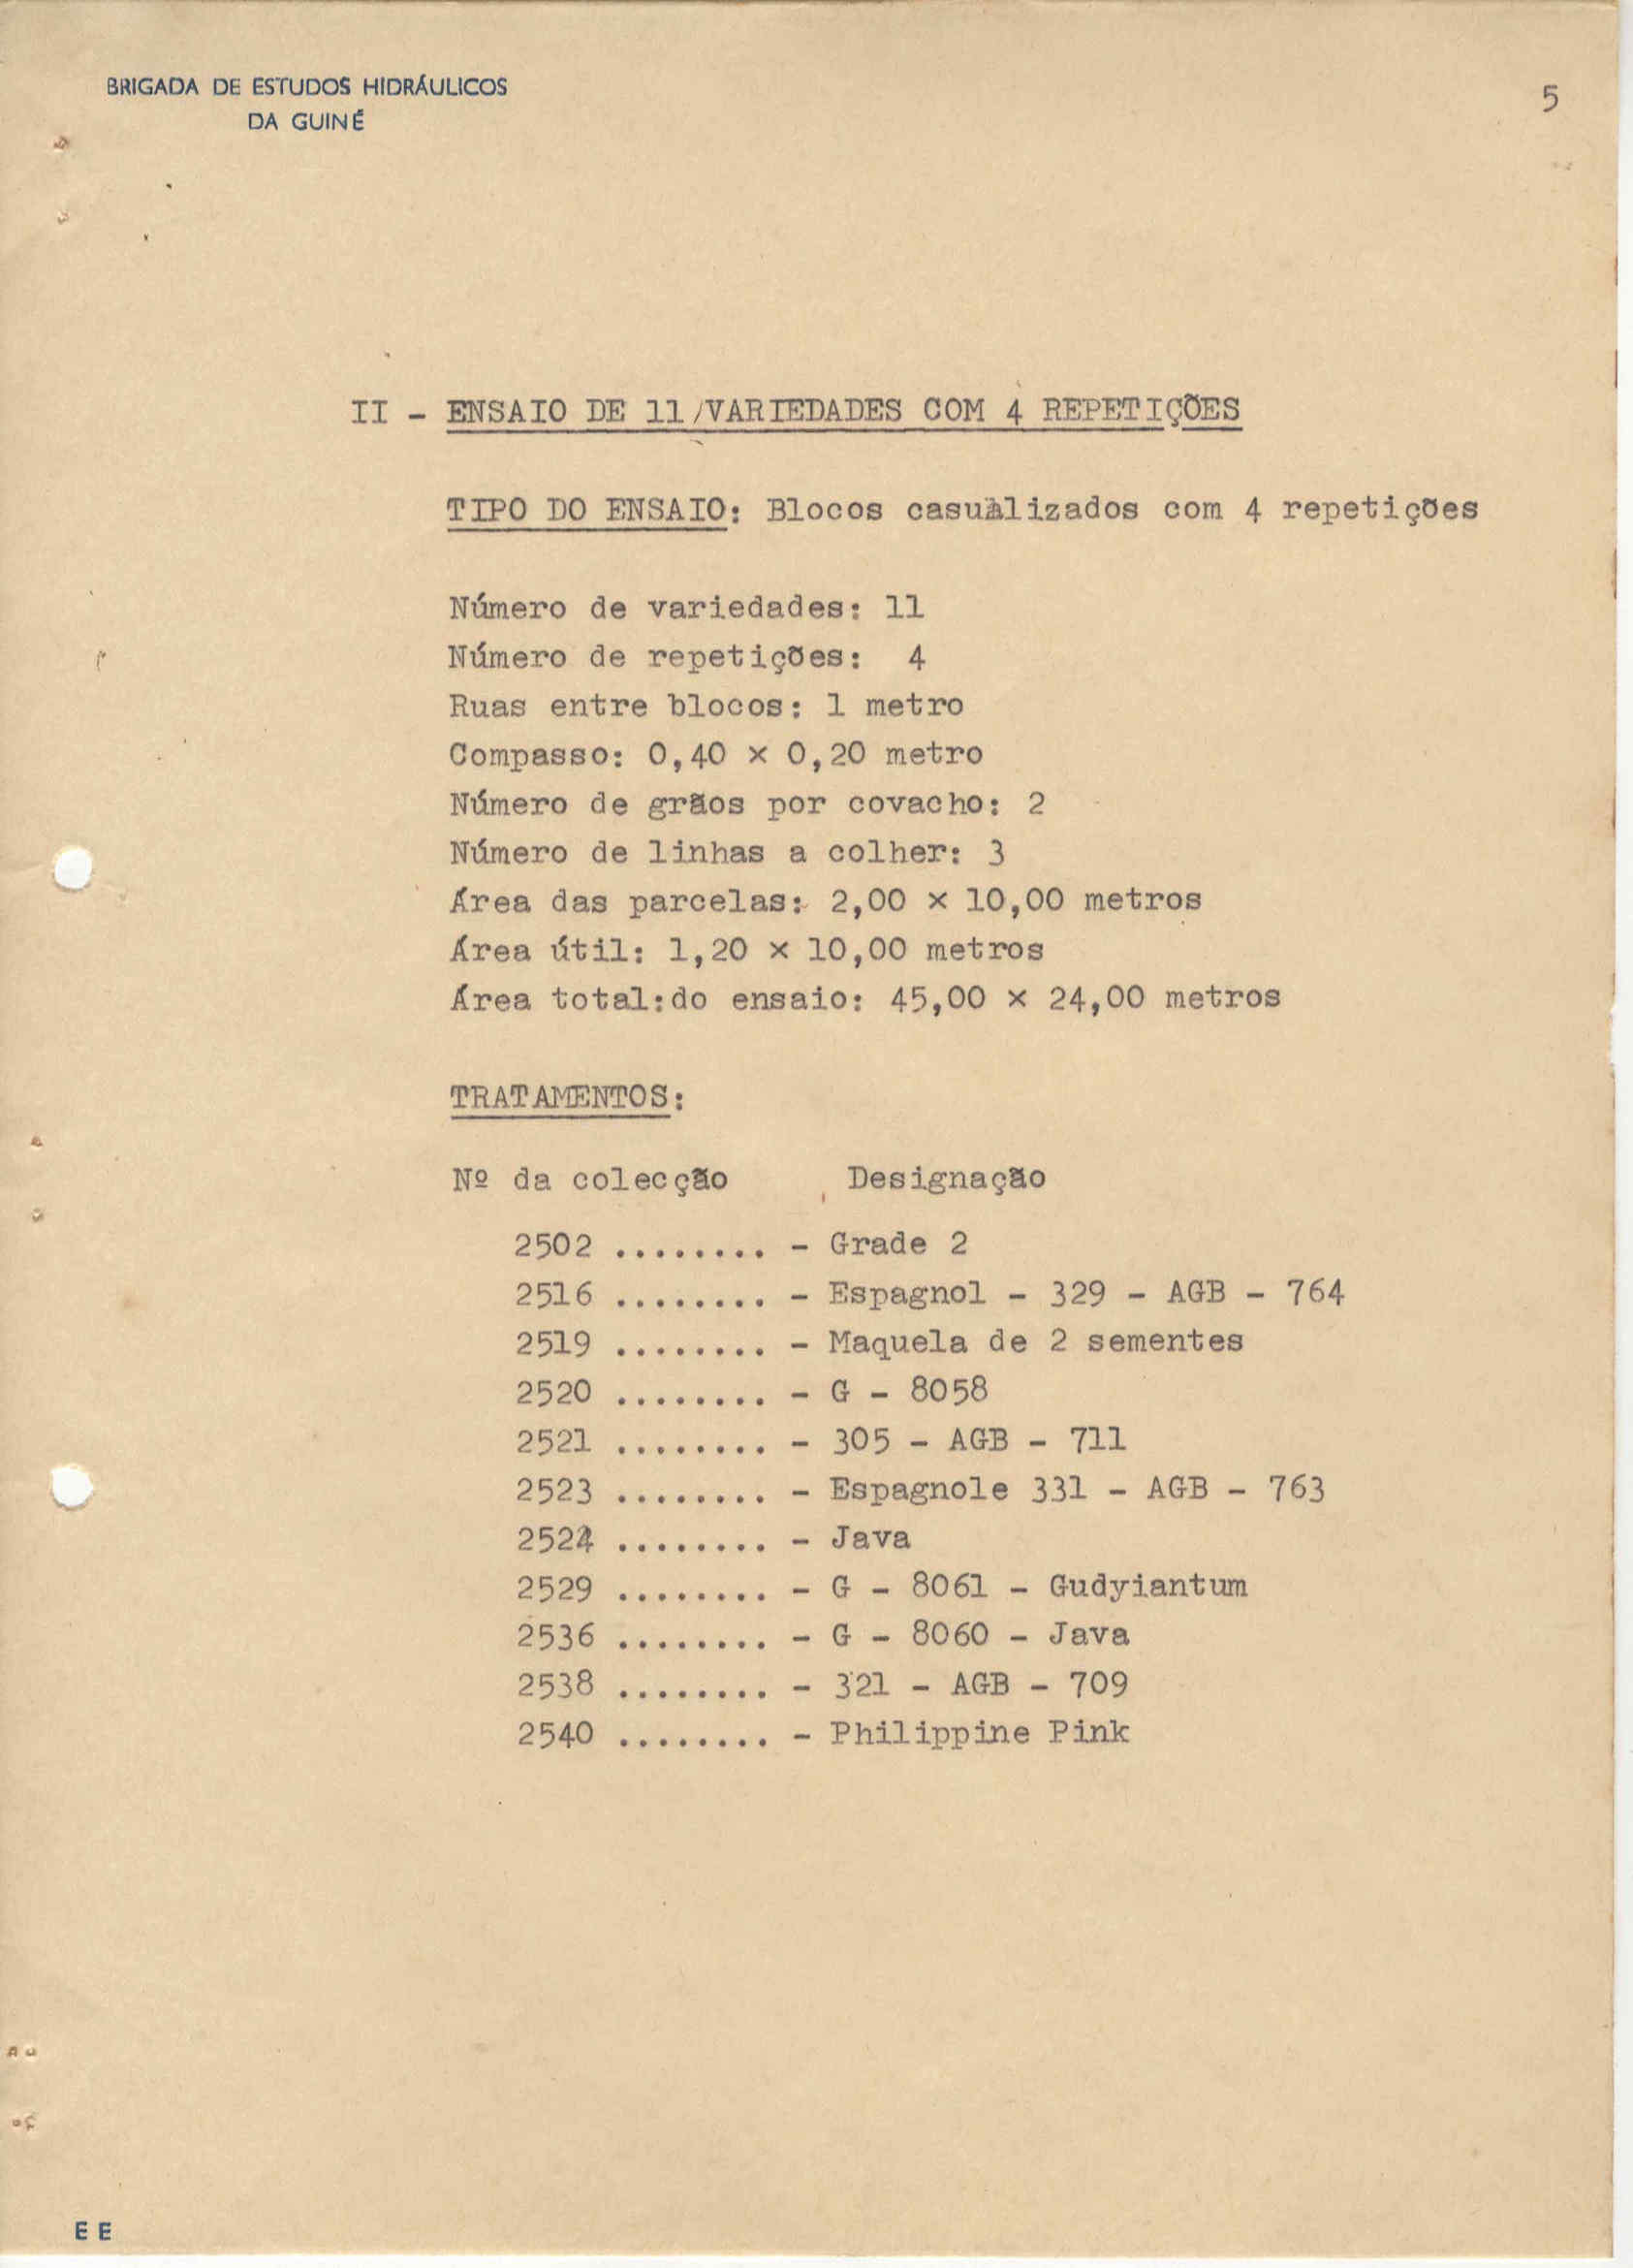 BRIGADA DE ESTUDOS HIDRÁULICOS
DA GUINÉ
5
II - ENSAIO DE 11/VARIEDADES COM 4 REPETIÇÕES
TIPO DO ENSAIO: Blocos casualizados com 4 repetições
Número de variedades: 11
Número de repetições: 4
Ruas entre blocos: 1 metro
Compasso: 0,40 x 0,20 metro
Número de grãos por covacho: 2
Número de linhas a colher: 3
Área das parcelas: 2,00 x 10,00 metros
Área útil: 1,20 x 10,00 metros
Área total:do ensaio: 45,00 x 24,00 metros
TRATAMENTOS:
Nº da colecção Designação
2502 ........ - Grade 2
2516 ........ - Espagnol - 329 - AGB - 764
2519 ........ - Maquela de 2 sementes
2520 ........ - G - 8058
2521 ........ - 305 - AGB - 711
2523 ........ - Espagnole 331 - AGB - 763
2524 ........ - Java
2529 ........ - G - 8061 - Gudyiantum
2536 ........ - G - 8060 - Java
2538 ........ - 321 - AGB - 709
2540 ........ - Philippine Pink
E E